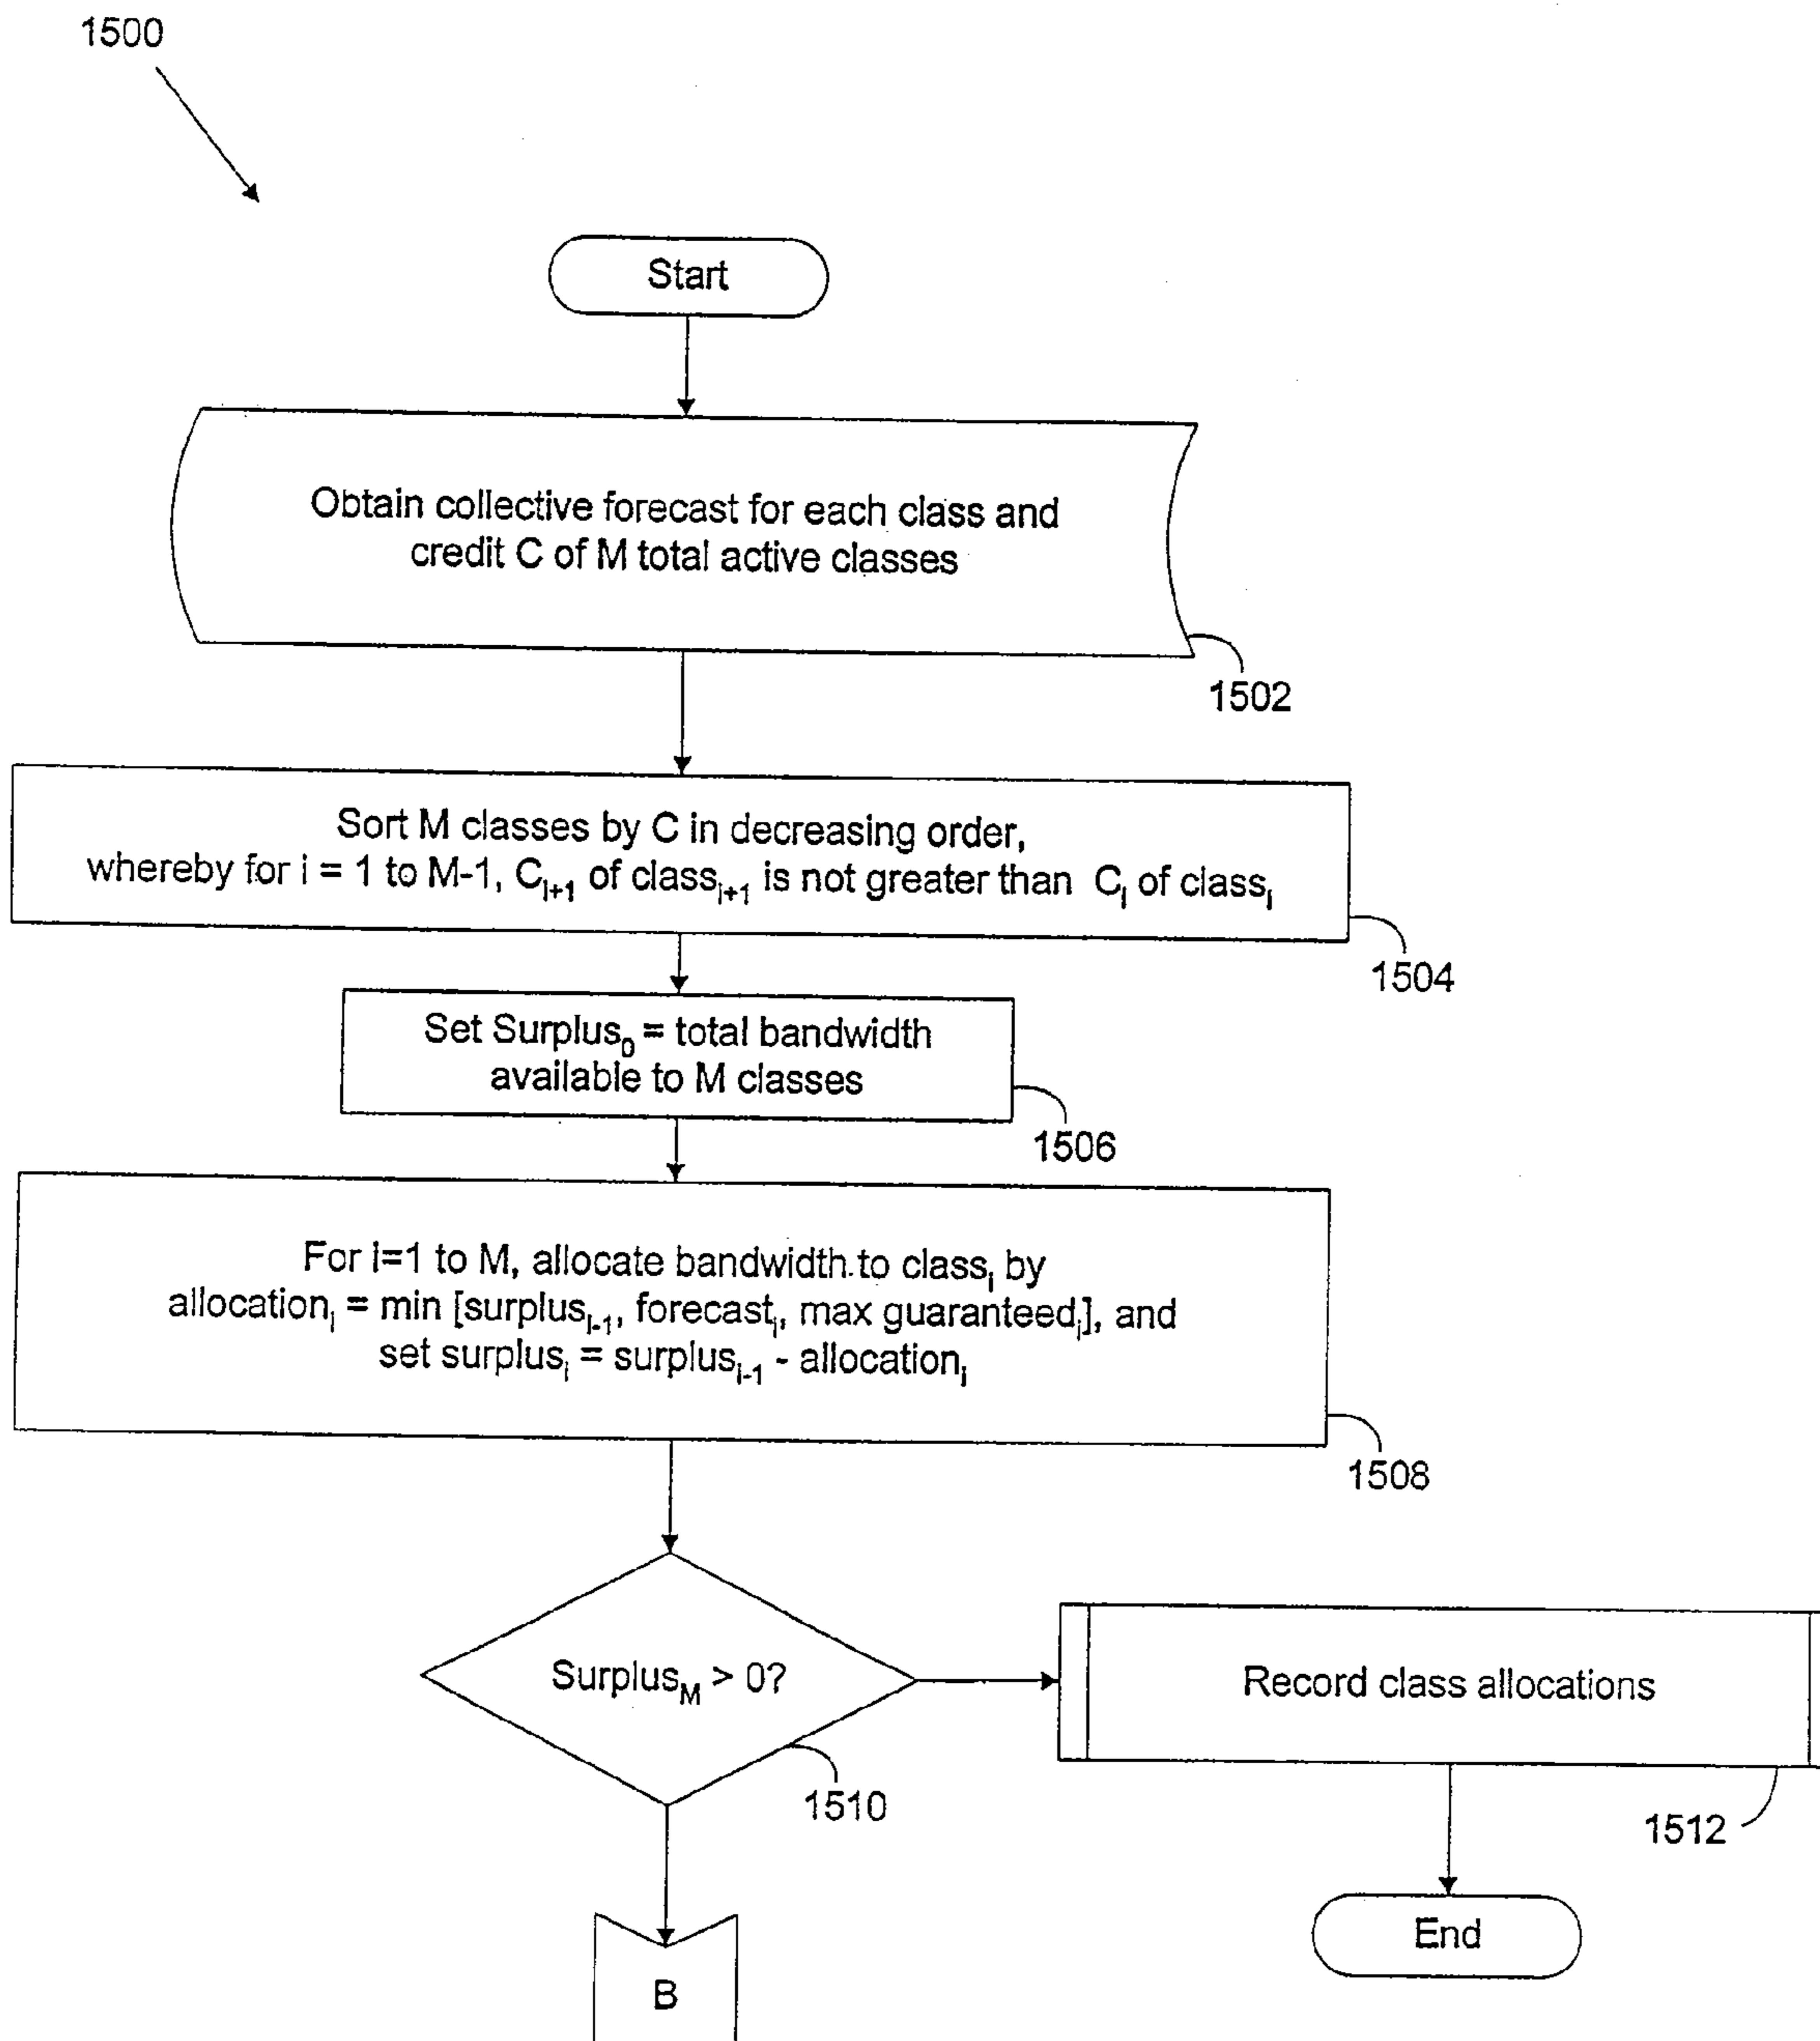 1500
Start
Obtain collective forecast for each class and
credit C of M total active classes
1502
Sort M classes by C in decreasing order,
whereby for i = 1 to M-1, Cᵢ₊₁ of classᵢ₊₁ is not greater than Cᵢ of classᵢ
1504
Set Surplus₀ = total bandwidth
available to M classes
1506
For i=1 to M, allocate bandwidth to classᵢ by
allocationᵢ = min [surplusᵢ₋₁, forecastᵢ, max guaranteedᵢ], and
set surplusᵢ = surplusᵢ₋₁ - allocationᵢ
1508
Surplus_M > 0?
1510
Record class allocations
1512
End
B